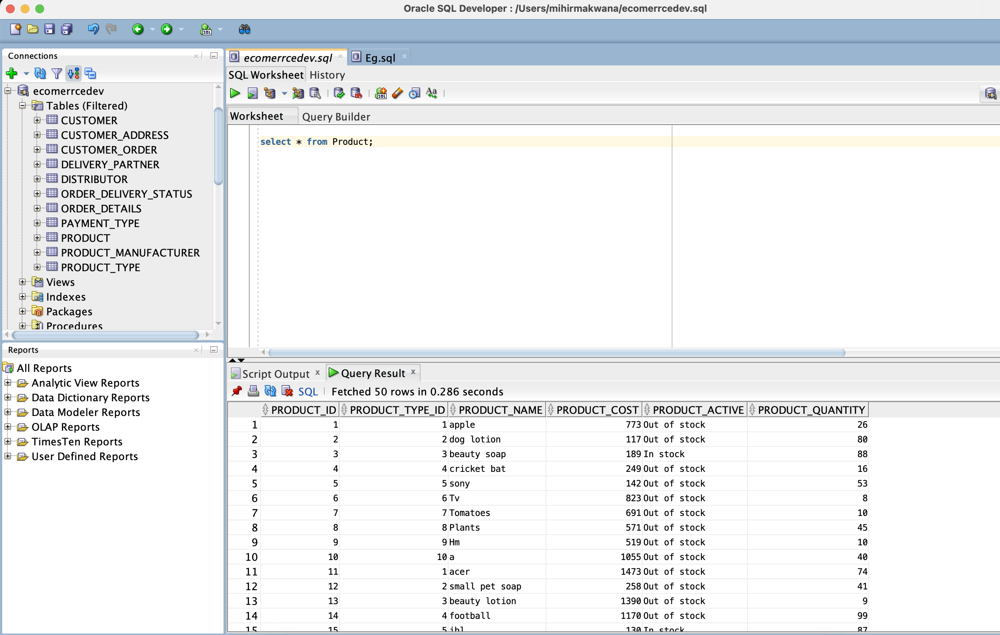 Oracle SQL Developer : /Users/mihirmakwana/ecomerrcedev.sql
SQL
Connections
ecomerrcedev
Tables (Filtered)
CUSTOMER
CUSTOMER_ADDRESS
CUSTOMER_ORDER
DELIVERY_PARTNER
DISTRIBUTOR
ORDER_DELIVERY_STATUS
ORDER_DETAILS
PAYMENT_TYPE
PRODUCT
PRODUCT_MANUFACTURER
PRODUCT_TYPE
Views
Indexes
Packages
Procedures
Reports
All Reports
Analytic View Reports
Data Dictionary Reports
Data Modeler Reports
OLAP Reports
TimesTen Reports
User Defined Reports
ecomerrcedev.sql Eg.sql
SQL Worksheet History
SQL Aa
Worksheet Query Builder
select * from Product;
Script Output Query Result
SQL Fetched 50 rows in 0.286 seconds
PRODUCT_ID PRODUCT_TYPE_ID PRODUCT_NAME PRODUCT_COST PRODUCT_ACTIVE PRODUCT_QUANTITY
1 1 1 apple 773 Out of stock 26
2 2 2 dog lotion 117 Out of stock 80
3 3 3 beauty soap 189 In stock 88
4 4 4 cricket bat 249 Out of stock 16
5 5 5 sony 142 Out of stock 53
6 6 6 Tv 823 Out of stock 8
7 7 7 Tomatoes 691 Out of stock 10
8 8 8 Plants 571 Out of stock 45
9 9 9 Hm 519 Out of stock 10
10 10 10 a 1055 Out of stock 40
11 11 1 acer 1473 Out of stock 74
12 12 2 small pet soap 258 Out of stock 41
13 13 3 beauty lotion 1390 Out of stock 9
14 14 4 football 1170 Out of stock 99
15 15 5 jbl 130 In stock 87